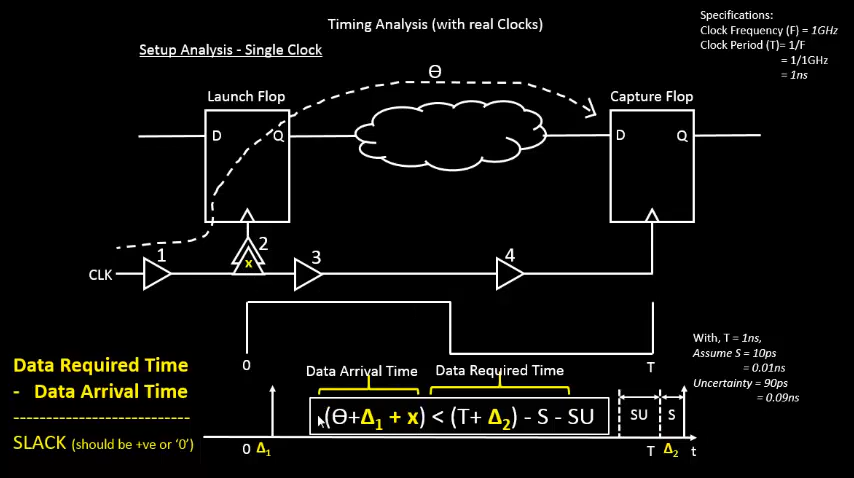 Timing Analysis (with real Clocks)
Specifications:
Clock Frequency (F) = 1GHz
Clock Period (T)= 1/F
= 1/1GHz
= 1ns
Setup Analysis - Single Clock
Ɵ
Launch Flop
Capture Flop
D
Q
D
Q
1
2
3
4
x
CLK
0
T
With, T = 1ns,
Assume S = 10ps
= 0.01ns
Uncertainty = 90ps
= 0.09ns
Data Required Time
- Data Arrival Time
----------------------------
SLACK (should be +ve or ‘0’)
Data Arrival Time
Data Required Time
(Ɵ+Δ1 + x) < (T+ Δ2) - S - SU
SU
S
0
Δ1
T
Δ2
t